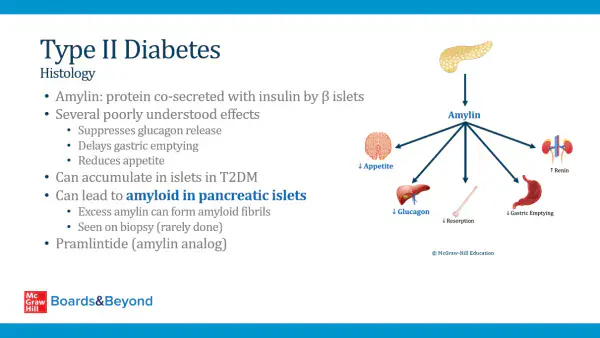 Type II Diabetes
Histology
• Amylin: protein co-secreted with insulin by β islets
• Several poorly understood effects
• Suppresses glucagon release
• Delays gastric emptying
• Reduces appetite
• Can accumulate in islets in T2DM
• Can lead to amyloid in pancreatic islets
• Excess amylin can form amyloid fibrils
• Seen on biopsy (rarely done)
• Pramlintide (amylin analog)
Amylin
↓ Appetite
↑ Renin
↓ Glucagon
↓ Resorption
↓ Gastric Emptying
© McGraw-Hill Education
Mc
Graw
Hill
Boards&Beyond